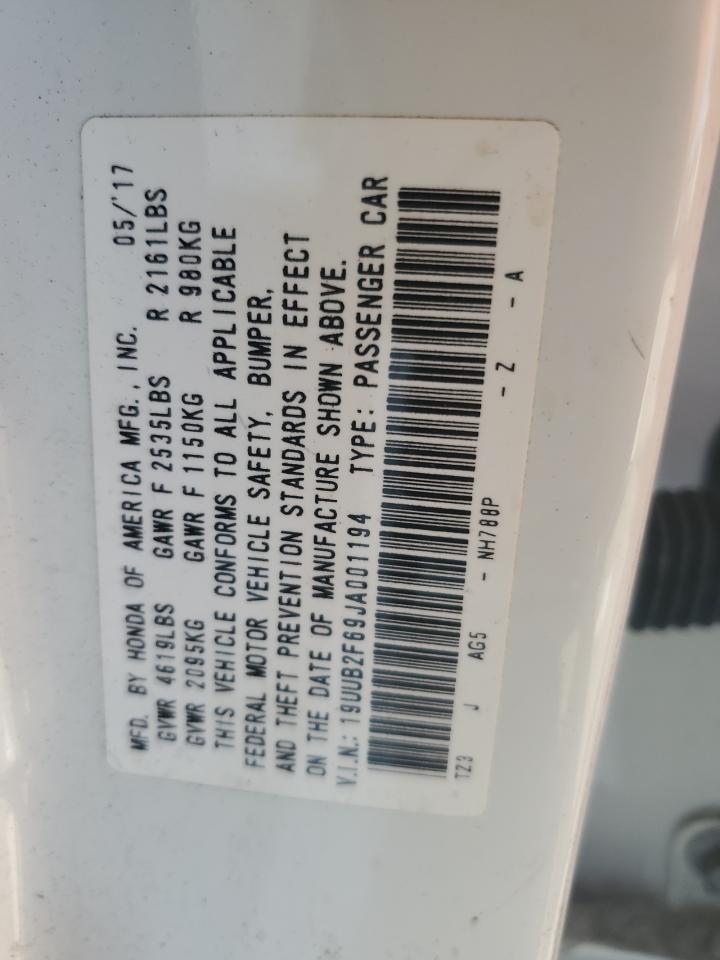 MFD. BY HONDA OF AMERICA MFG., INC. 05/'17
GVWR 4619LBS GAWR F 2535LBS R 2161LBS
GVWR 2095KG GAWR F 1150KG R 980KG
THIS VEHICLE CONFORMS TO ALL APPLICABLE
FEDERAL MOTOR VEHICLE SAFETY, BUMPER,
AND THEFT PREVENTION STANDARDS IN EFFECT
ON THE DATE OF MANUFACTURE SHOWN ABOVE.
V.I.N.: 19UUB2F69JA001194 TYPE: PASSENGER CAR
TZ3 J AG5 - NH788P - Z - A